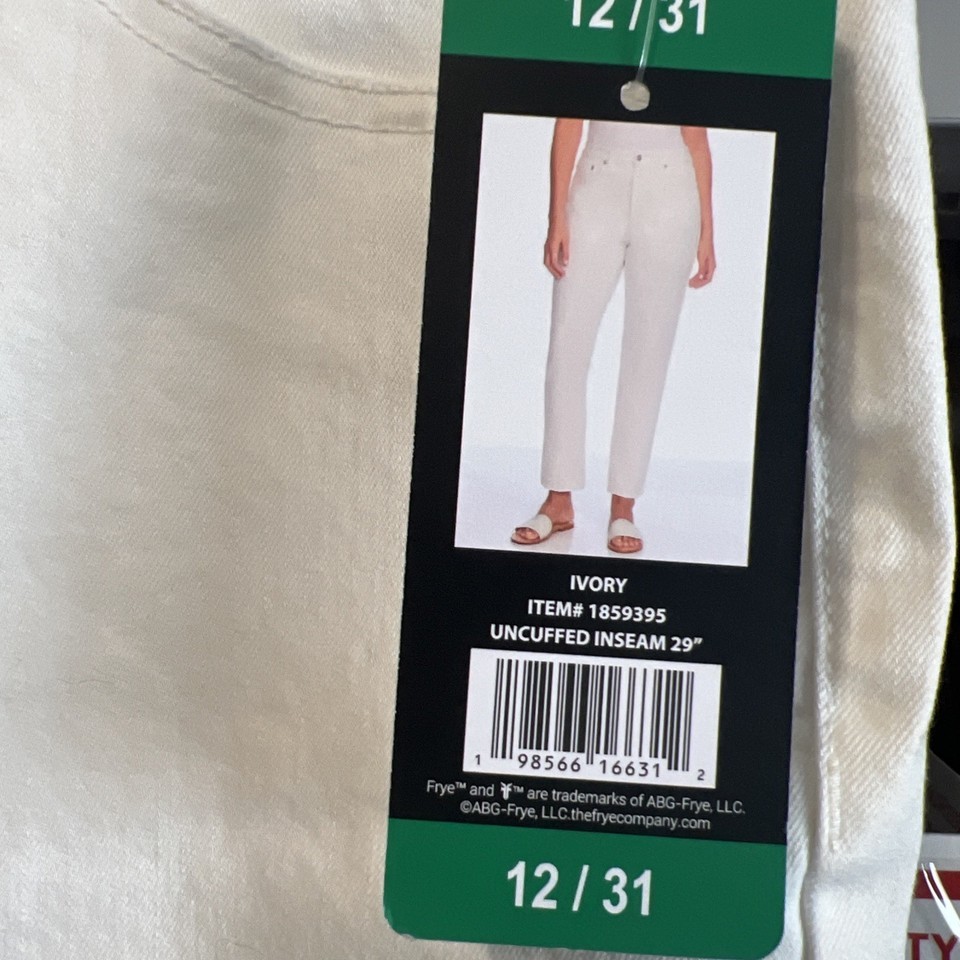 12 / 31
IVORY
ITEM# 1859395
UNCUFFED INSEAM 29”
1 98566 16631 2
Frye™ and ™ are trademarks of ABG-Frye, LLC.
©ABG-Frye, LLC.thefryecompany.com
12 / 31
TY